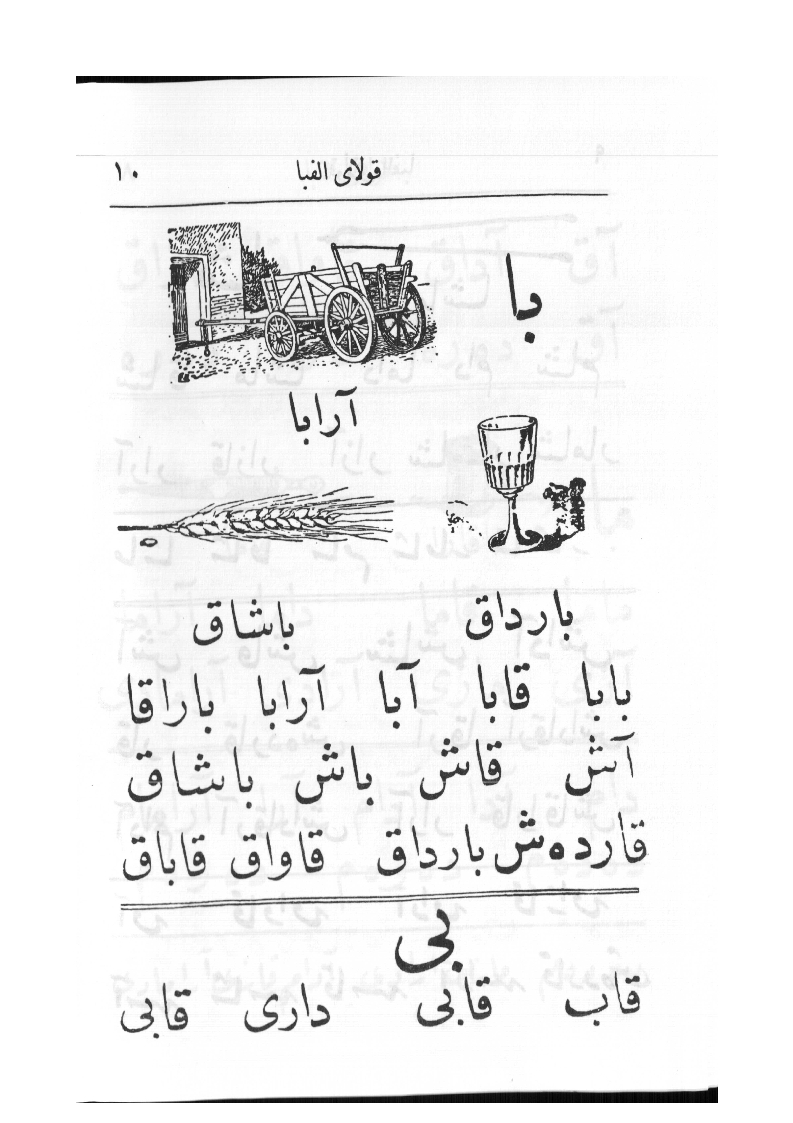 قولای الفبا ١٠
با
آرابا
بارداق باشاق
بابا قابا آبا آرابا باراقا
آش قاش باش باشاق
قارده‌ش بارداق قاواق قاباق
بی
قاب قابی داری قابی